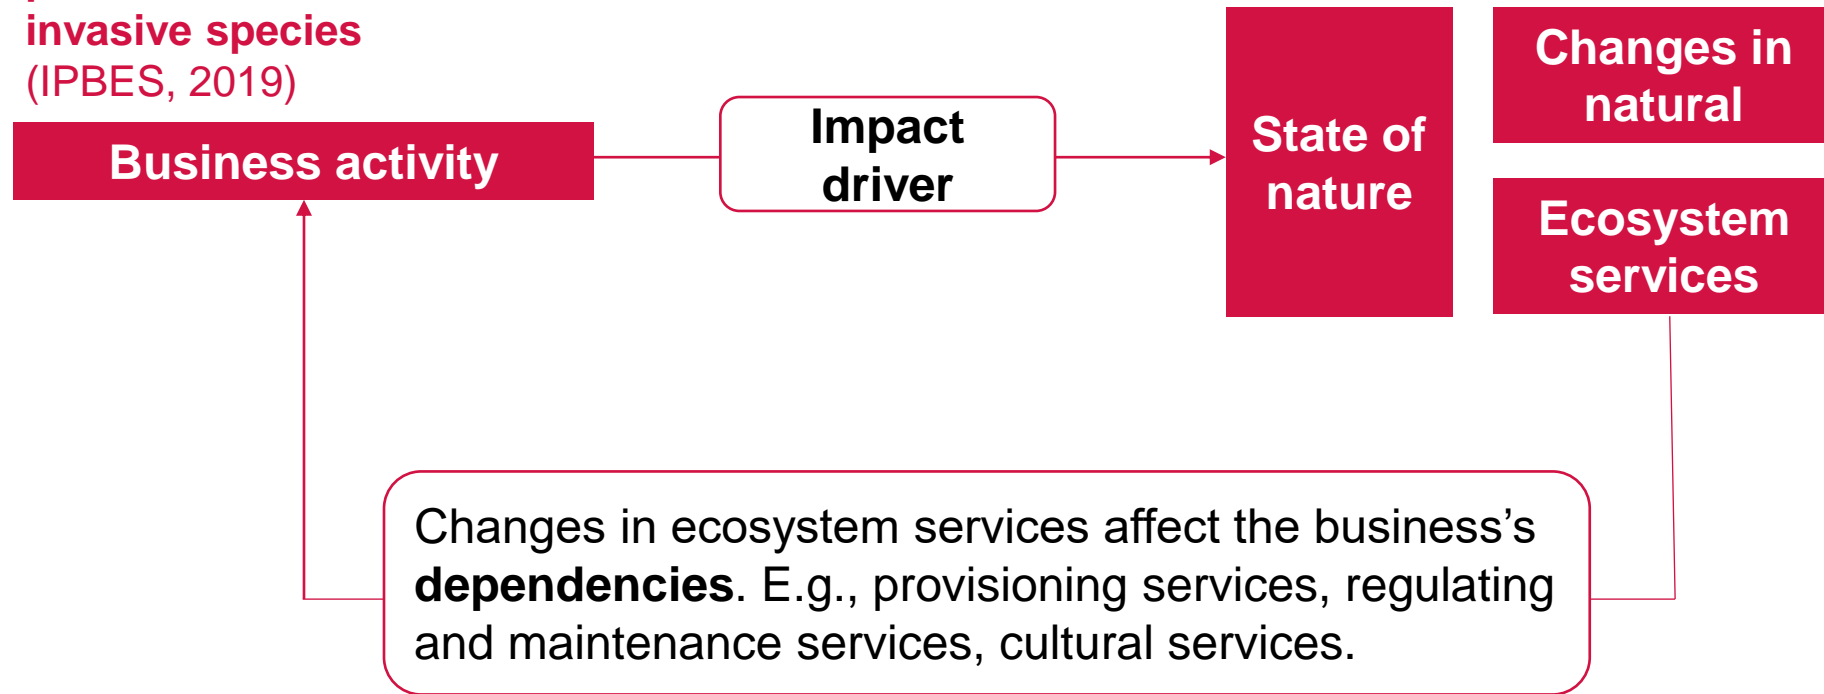 invasive species
(IPBES, 2019)
Business activity
Impact
driver
State of
nature
Changes in
natural
Ecosystem
services
Changes in ecosystem services affect the business’s
dependencies. E.g., provisioning services, regulating
and maintenance services, cultural services.